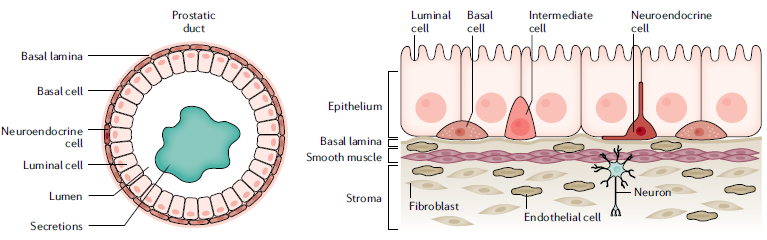 Prostatic
duct
Basal lamina
Basal cell
Neuroendocrine
cell
Luminal cell
Lumen
Secretions
Luminal
cell
Basal
cell
Intermediate
cell
Neuroendocrine
cell
Epithelium
Basal lamina
Smooth muscle
Stroma
Fibroblast
Endothelial cell
Neuron